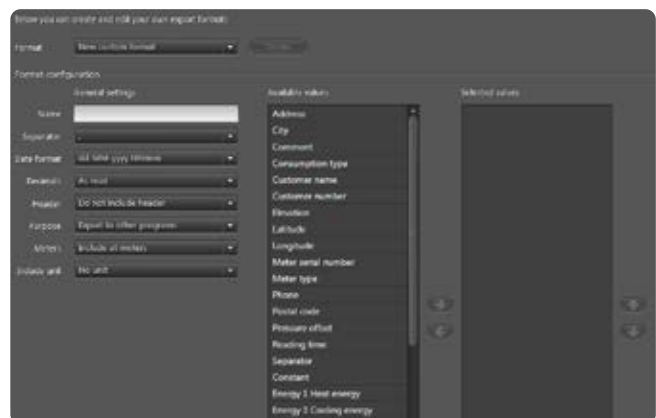 Below you can create and edit your own export formats
Format New custom format
Format configuration
General settings
Available values
Selected values
Name
Separator
Date format
Decimals As read
Header Do not include header
Purpose Export to other programs
Meters Include all meters
Include unit No unit
Address
City
Comment
Consumption type
Customer name
Customer number
Elevation
Latitude
Longitude
Meter serial number
Meter type
Phone
Postal code
Pressure offset
Reading time
Separator
Constant
Energy 1 Heat energy
Energy 3 Cooling energy